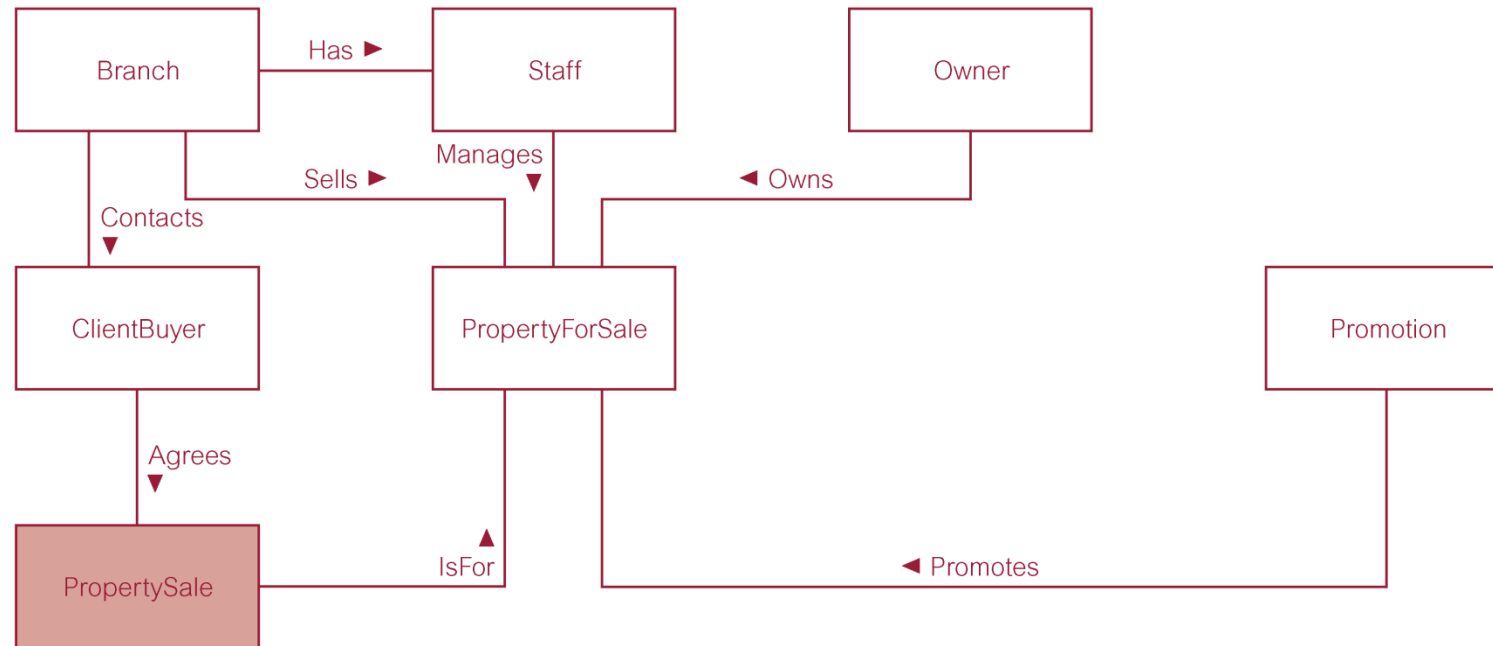 Branch
Has ►
Staff
Owner
Manages
▼
Sells ►
◄ Owns
Contacts
▼
ClientBuyer
PropertyForSale
Promotion
Agrees
▼
▲
IsFor
◄ Promotes
PropertySale